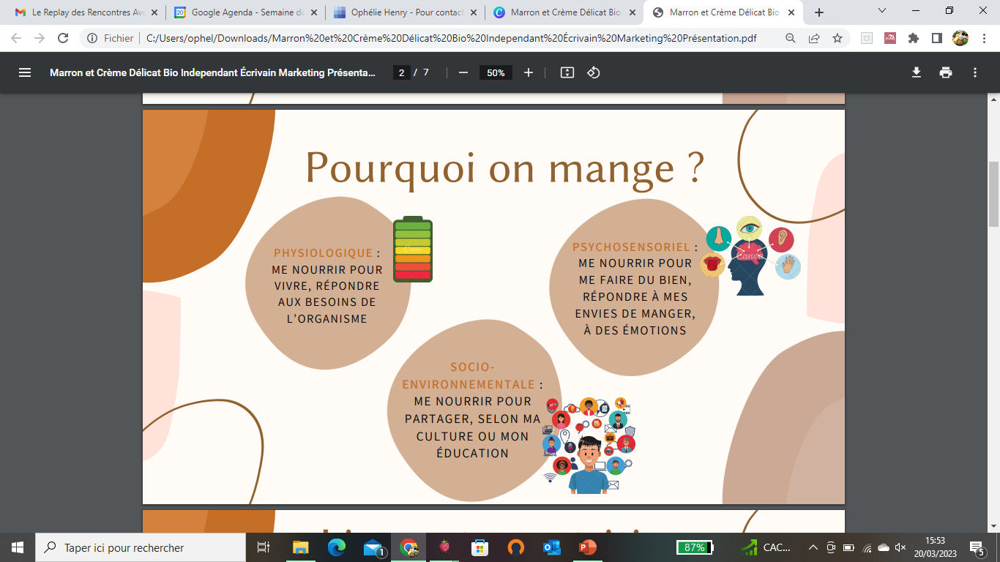 Le Replay des Rencontres Ave
Google Agenda - Semaine du
Ophélie Henry - Pour contact
Marron et Crème Délicat Bio
Marron et Crème Délicat Bio
Fichier
C:/Users/ophel/Downloads/Marron%20et%20Crème%20Délicat%20Bio%20Independant%20Écrivain%20Marketing%20Présentation.pdf
Marron et Crème Délicat Bio Independant Écrivain Marketing Présenta...
2 / 7
50%
Pourquoi on mange ?
PHYSIOLOGIQUE :
ME NOURRIR POUR
VIVRE, RÉPONDRE
AUX BESOINS DE
L'ORGANISME
PSYCHOSENSORIEL :
ME NOURRIR POUR
ME FAIRE DU BIEN,
RÉPONDRE À MES
ENVIES DE MANGER,
À DES ÉMOTIONS
Canva
SOCIO-
ENVIRONNEMENTALE :
ME NOURRIR POUR
PARTAGER, SELON MA
CULTURE OU MON
ÉDUCATION
Taper ici pour rechercher
1
87%
CAC...
15:53
20/03/2023
5